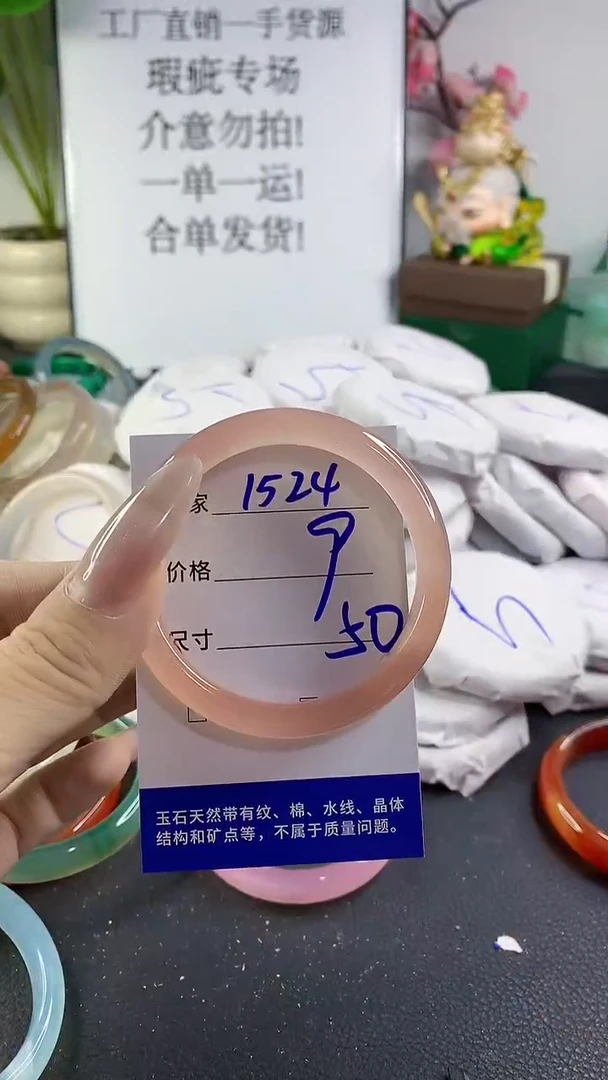 工厂直销一手货源
瑕疵专场
介意勿拍!
一单一运!
合单发货!
家 1524
价格 9
尺寸 50
玉石天然带有纹、棉、水线、晶体
结构和矿点等，不属于质量问题。